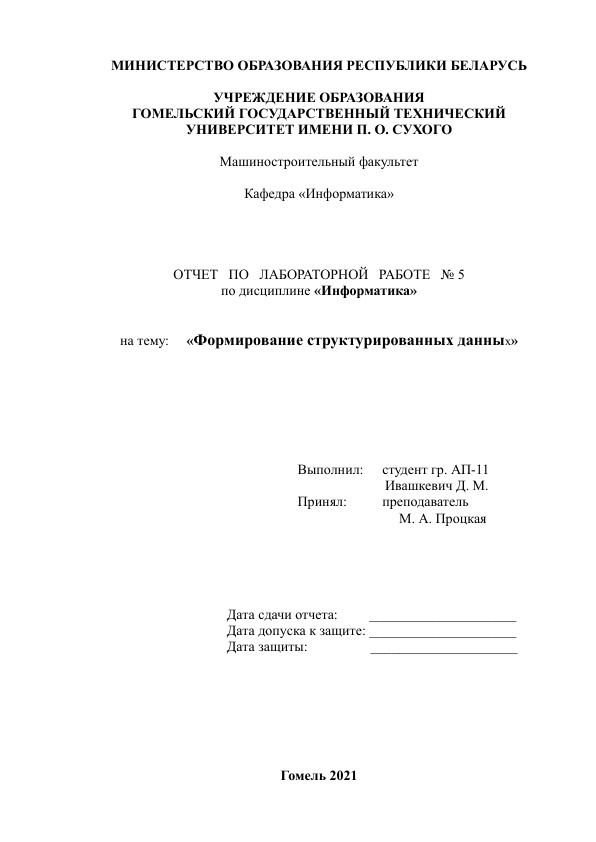 МИНИСТЕРСТВО ОБРАЗОВАНИЯ РЕСПУБЛИКИ БЕЛАРУСЬ
УЧРЕЖДЕНИЕ ОБРАЗОВАНИЯ
ГОМЕЛЬСКИЙ ГОСУДАРСТВЕННЫЙ ТЕХНИЧЕСКИЙ
УНИВЕРСИТЕТ ИМЕНИ П. О. СУХОГО
Машиностроительный факультет
Кафедра «Информатика»
ОТЧЕТ ПО ЛАБОРАТОРНОЙ РАБОТЕ № 5
по дисциплине «Информатика»
на тему: «Формирование структурированных данных»
Выполнил: студент гр. АП-11
Ивашкевич Д. М.
Принял: преподаватель
М. А. Процкая
Дата сдачи отчета: _____________________
Дата допуска к защите: _____________________
Дата защиты: _____________________
Гомель 2021